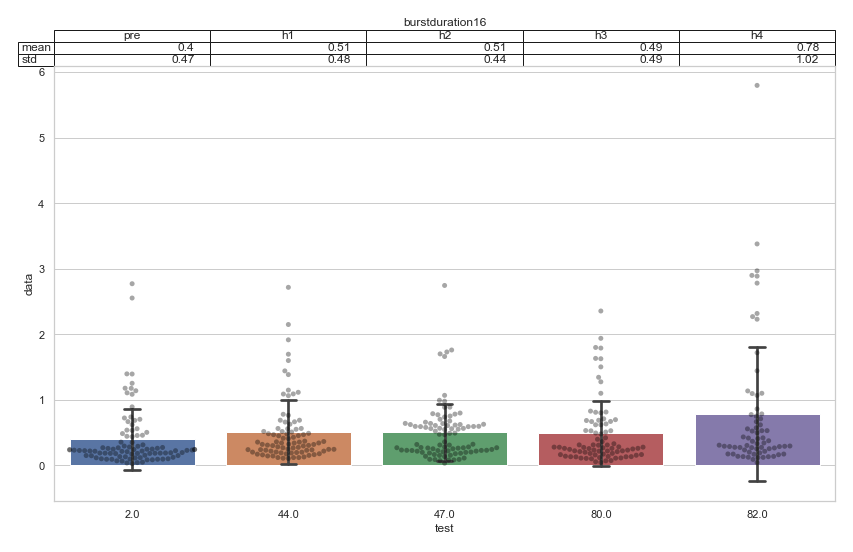 burstduration16
pre h1 h2 h3 h4
mean 0.4 0.51 0.51 0.49 0.78
std 0.47 0.48 0.44 0.49 1.02
6
5
4
3
2
1
0
data
2.0 44.0 47.0 80.0 82.0
test